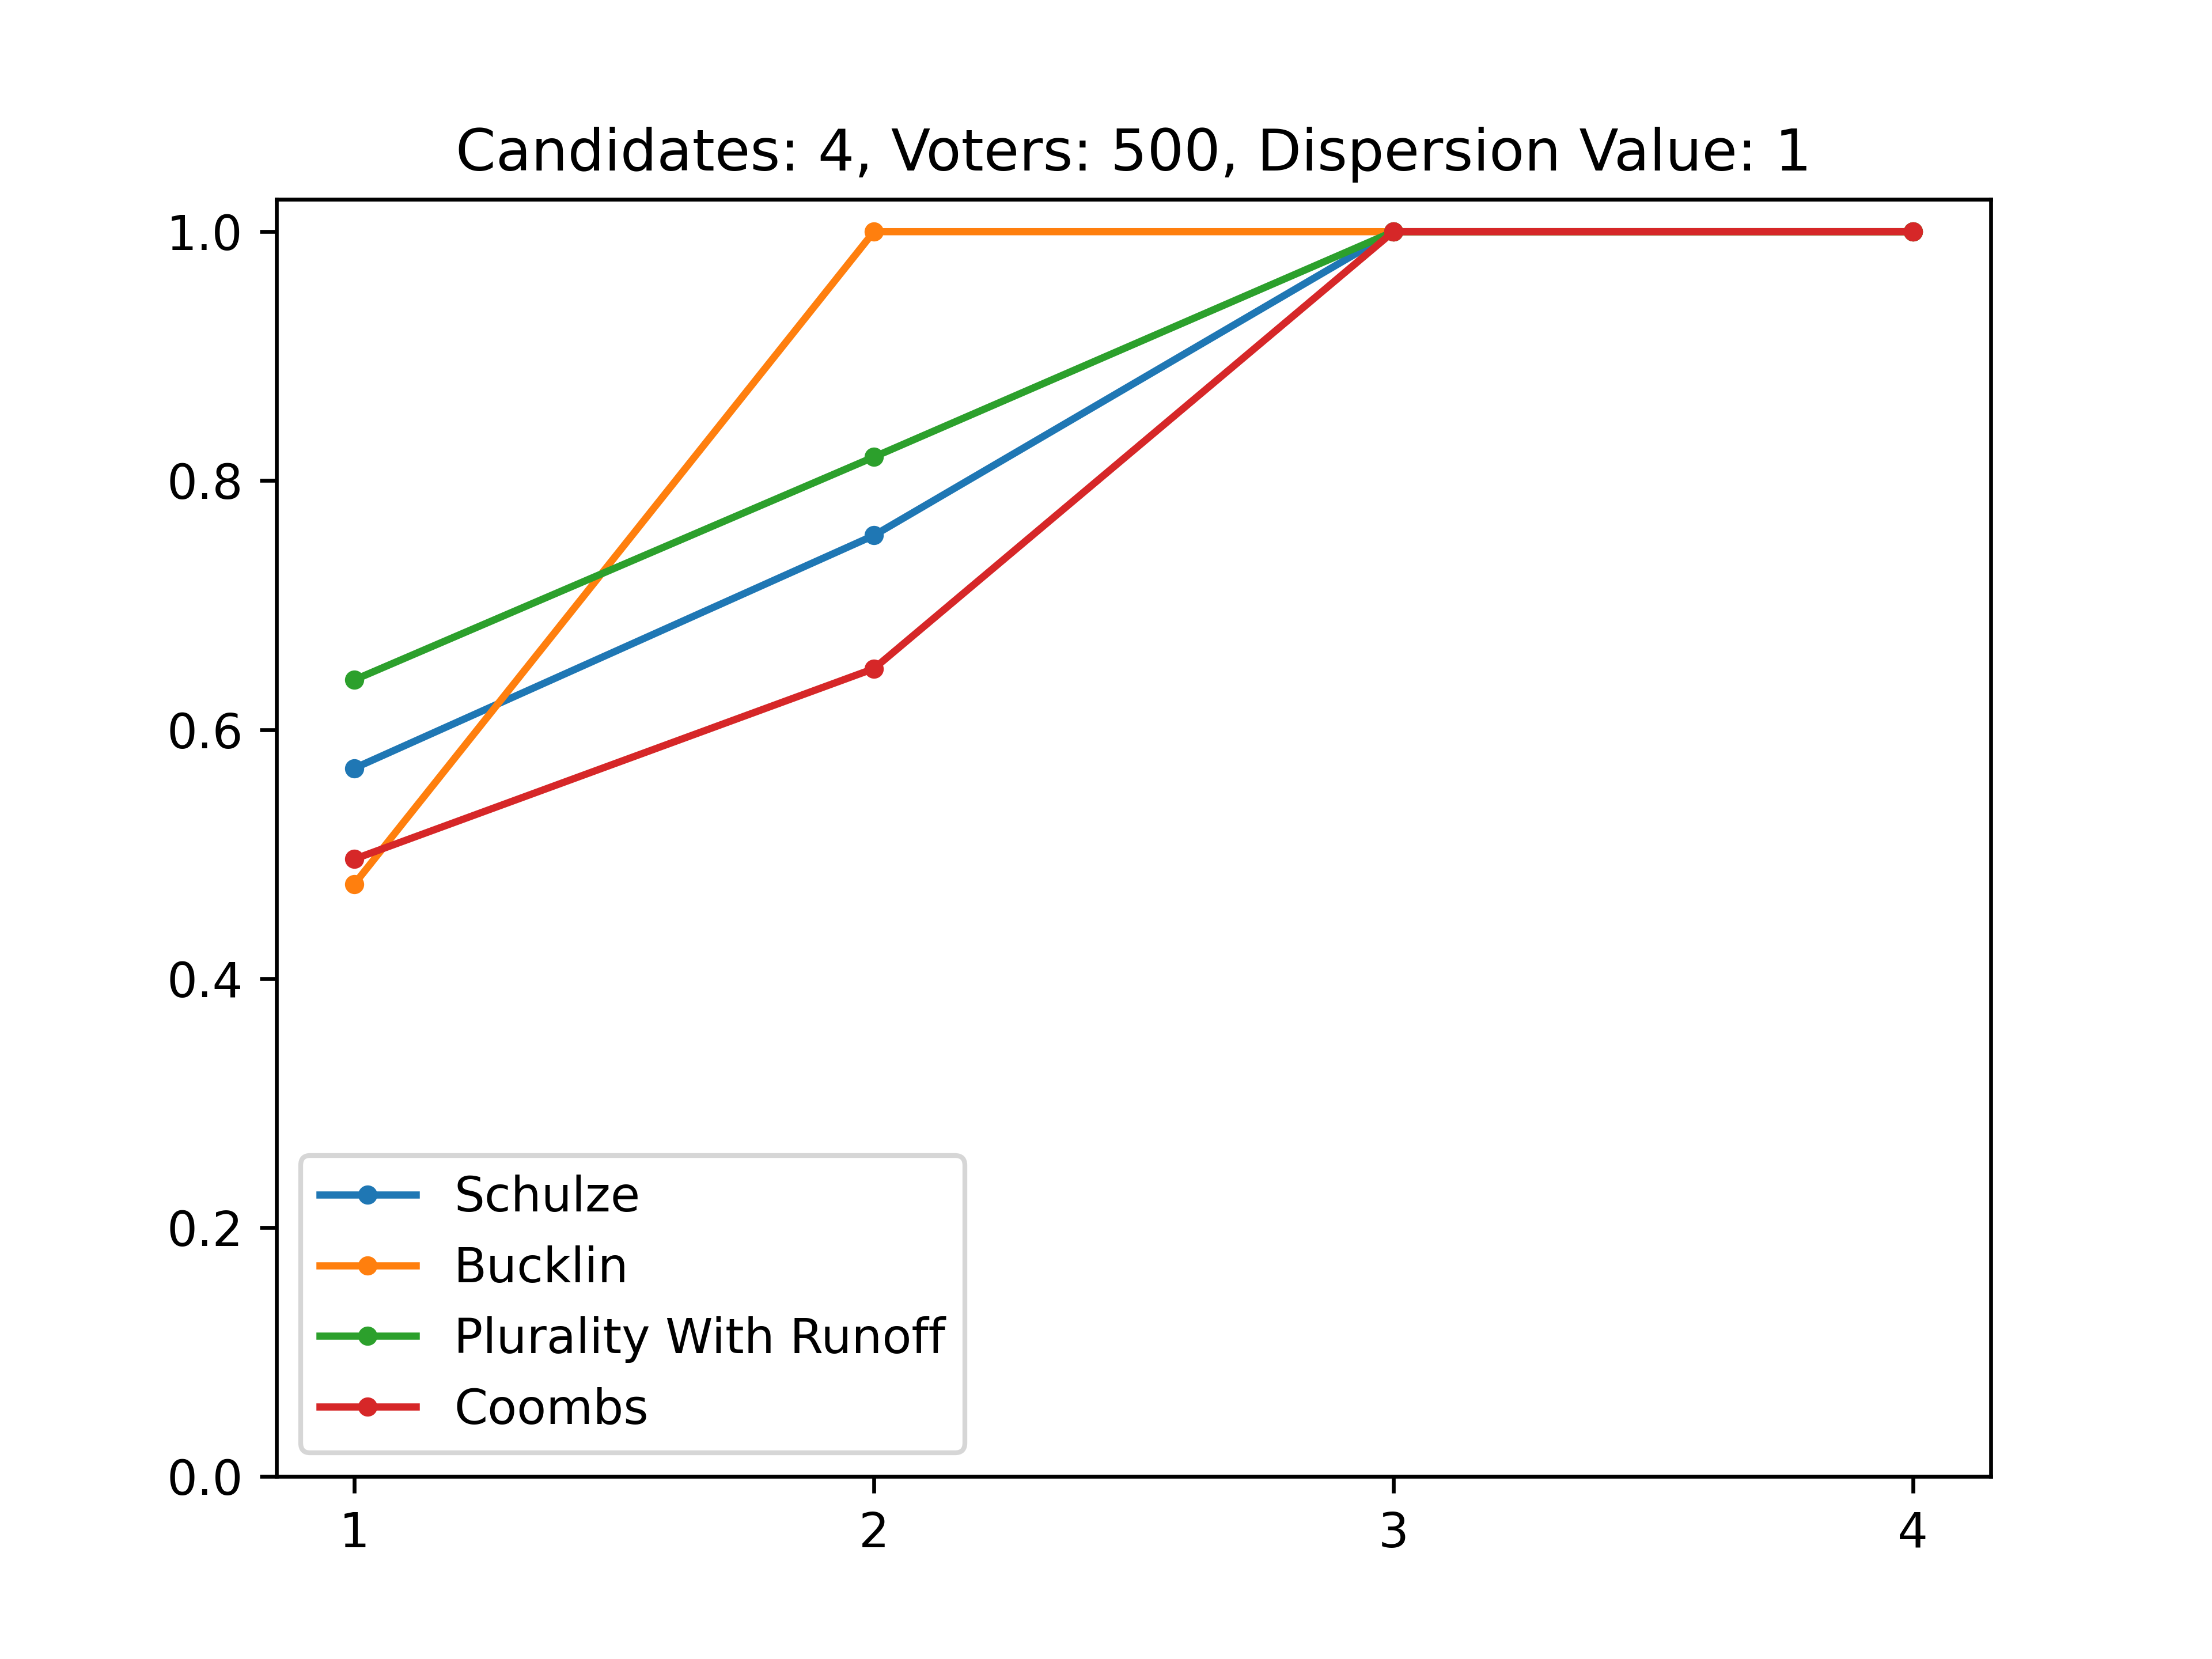 Candidates: 4, Voters: 500, Dispersion Value: 1
1.0
0.8
0.6
0.4
0.2
0.0
Schulze
Bucklin
Plurality With Runoff
Coombs
1 2 3 4